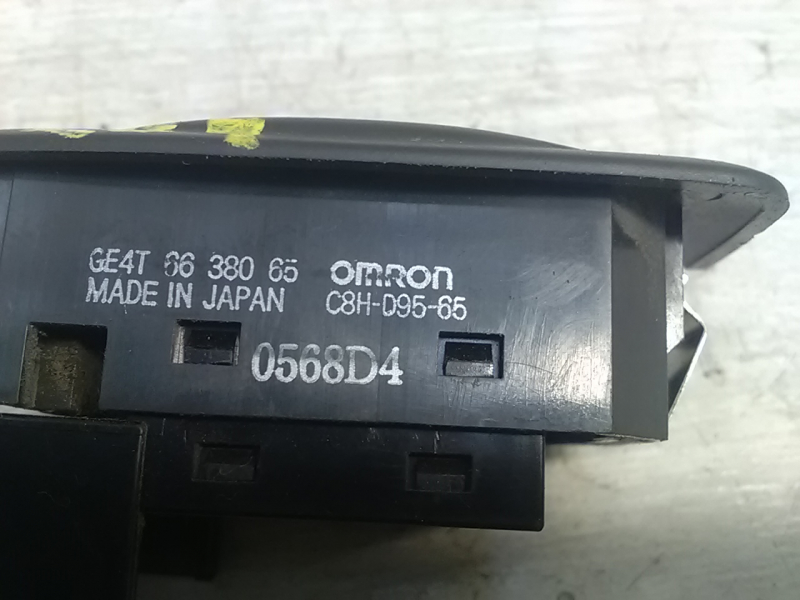 GE4T 66 380 65 omron
MADE IN JAPAN C8H-D95-65
0568D4